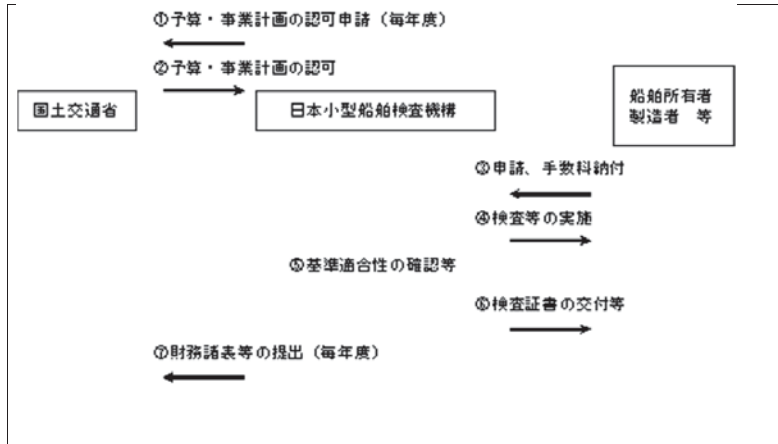 ①予算・事業計画の認可申請（毎年度）
②予算・事業計画の認可
国土交通省
日本小型船舶検査機構
船舶所有者
製造者　等
③申請、手数料納付
④検査等の実施
⑤基準適合性の確認等
⑥検査証書の交付等
⑦財務諸表等の提出（毎年度）